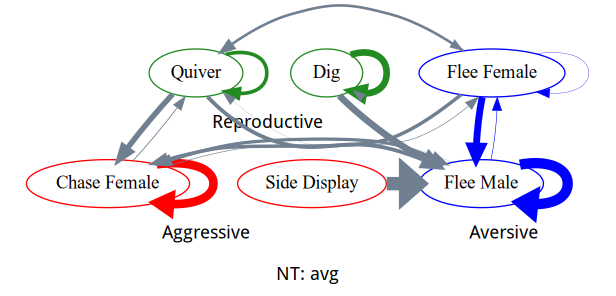 Quiver
Dig
Flee Female
Reproductive
Chase Female
Side Display
Flee Male
Aggressive
Aversive
NT: avg